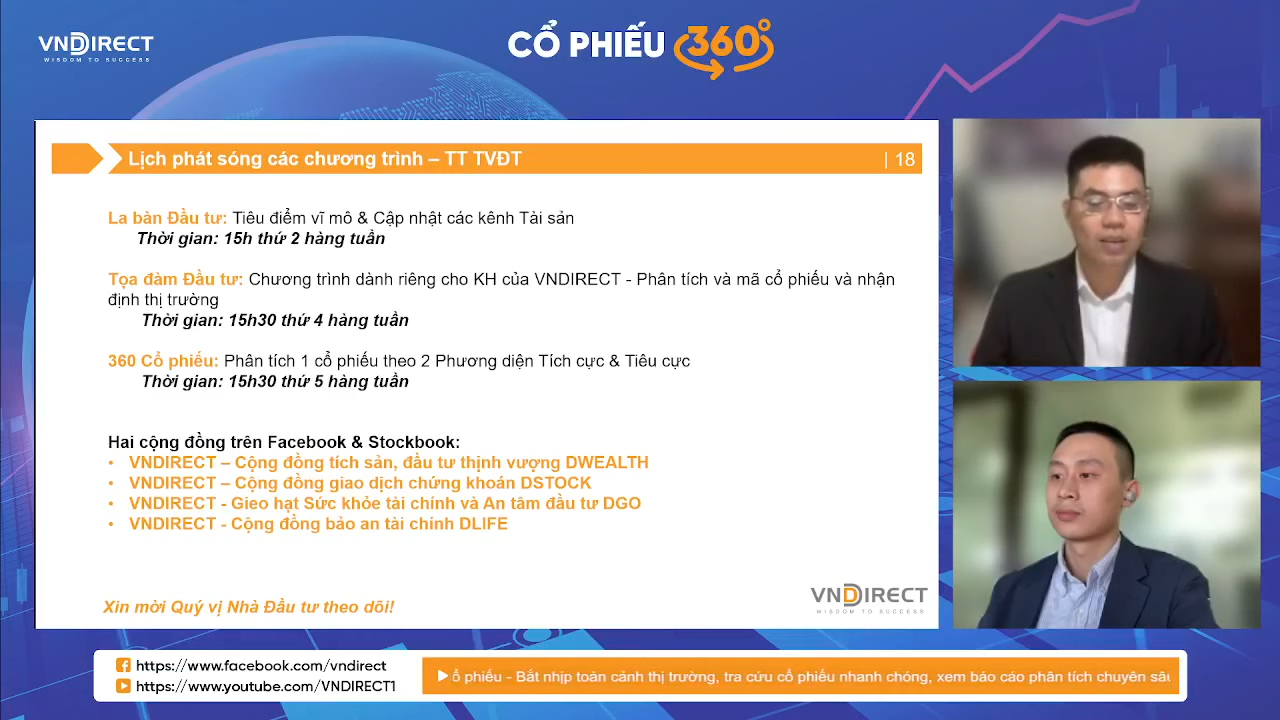 VNDIRECT
WISDOM TO SUCCESS
CỔ PHIẾU 360°
Lịch phát sóng các chương trình – TT TVĐT
| 18
La bàn Đầu tư: Tiêu điểm vĩ mô & Cập nhật các kênh Tài sản
Thời gian: 15h thứ 2 hàng tuần
Tọa đàm Đầu tư: Chương trình dành riêng cho KH của VNDIRECT - Phân tích và mã cổ phiếu và nhận
định thị trường
Thời gian: 15h30 thứ 4 hàng tuần
360 Cổ phiếu: Phân tích 1 cổ phiếu theo 2 Phương diện Tích cực & Tiêu cực
Thời gian: 15h30 thứ 5 hàng tuần
Hai cộng đồng trên Facebook & Stockbook:
• VNDIRECT – Cộng đồng tích sản, đầu tư thịnh vượng DWEALTH
• VNDIRECT – Cộng đồng giao dịch chứng khoán DSTOCK
• VNDIRECT - Gieo hạt Sức khỏe tài chính và An tâm đầu tư DGO
• VNDIRECT - Cộng đồng bảo an tài chính DLIFE
Xin mời Quý vị Nhà Đầu tư theo dõi!
VNDIRECT
WISDOM TO SUCCESS
https://www.facebook.com/vndirect
https://www.youtube.com/VNDIRECT1
ổ phiếu - Bắt nhịp toàn cảnh thị trường, tra cứu cổ phiếu nhanh chóng, xem báo cáo phân tích chuyên sâu